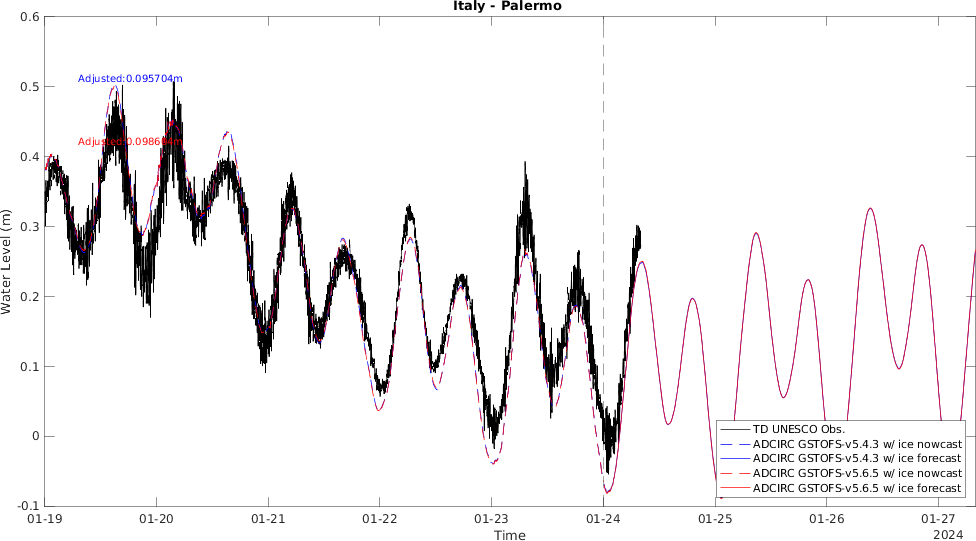 Italy - Palermo
Water Level (m)
0.6
0.5
0.4
0.3
0.2
0.1
0
-0.1
Adjusted:0.095704m
Adjusted:0.098694m
TD UNESCO Obs.
ADCIRC GSTOFS-v5.4.3 w/ ice nowcast
ADCIRC GSTOFS-v5.4.3 w/ ice forecast
ADCIRC GSTOFS-v5.6.5 w/ ice nowcast
ADCIRC GSTOFS-v5.6.5 w/ ice forecast
01-19 01-20 01-21 01-22 01-23 01-24 01-25 01-26 01-27
Time
2024